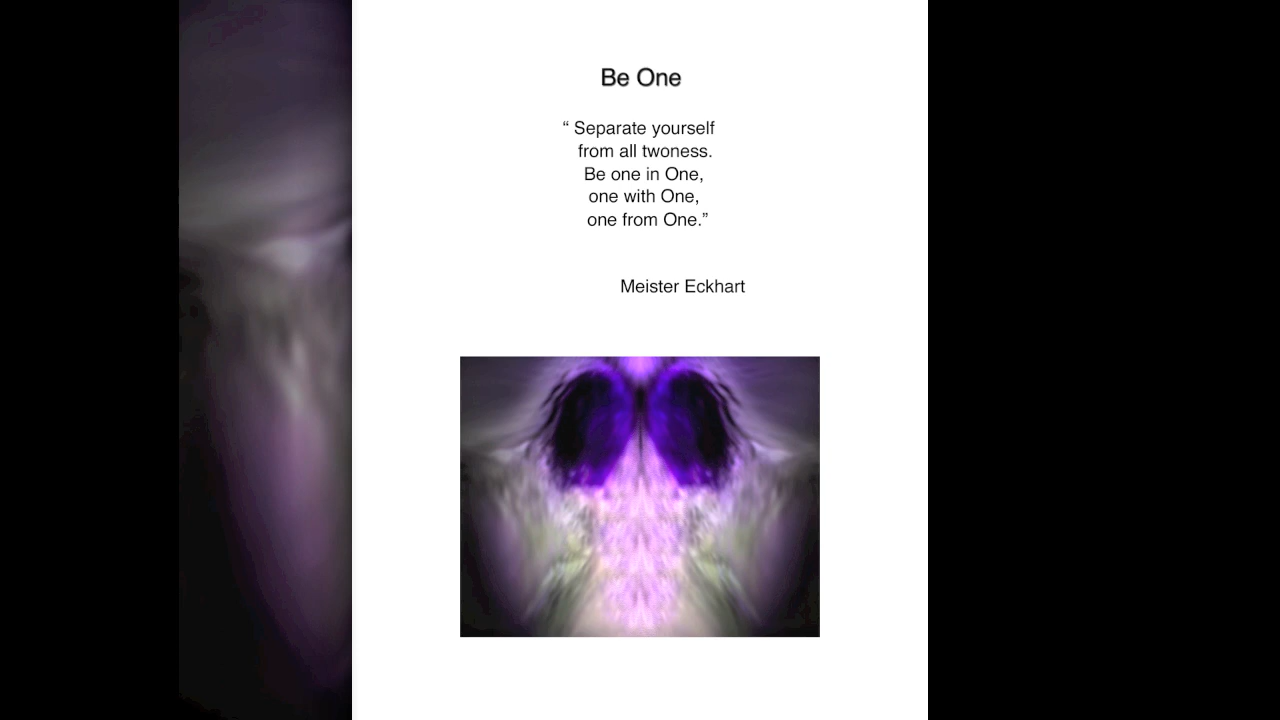 Be One
“ Separate yourself
from all twoness.
Be one in One,
one with One,
one from One.”
Meister Eckhart